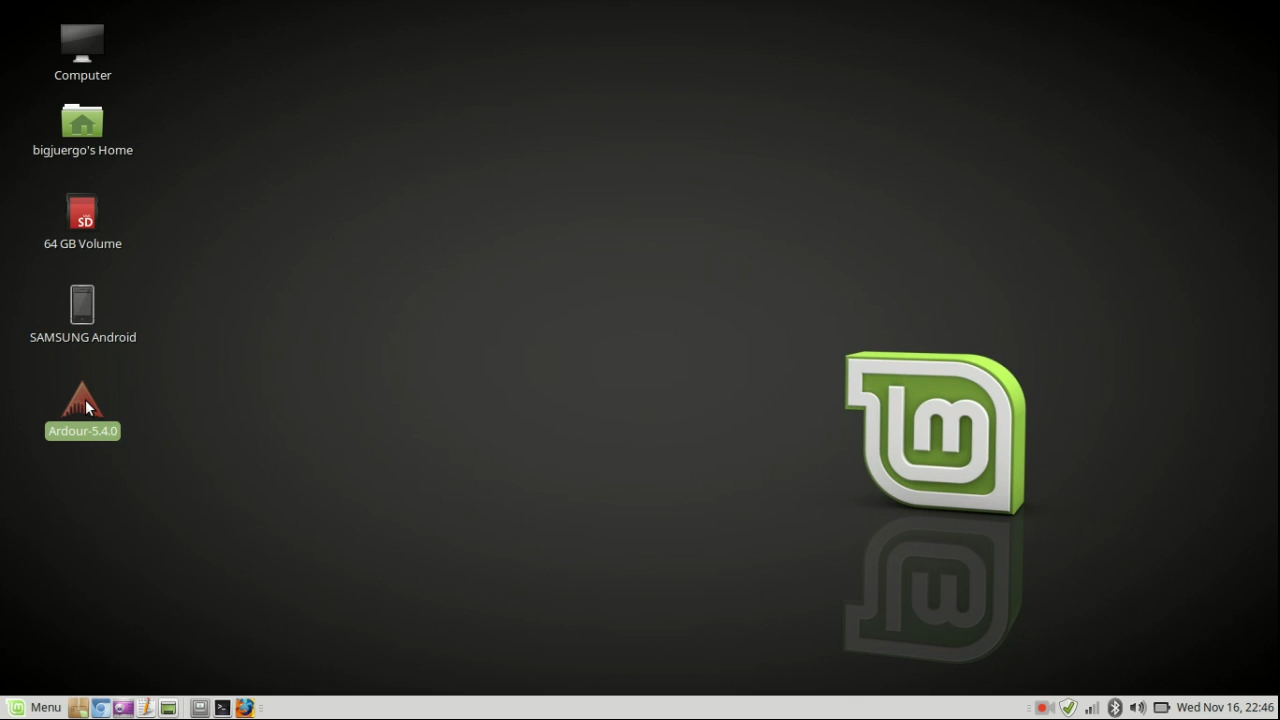 Computer
bigjuergo's Home
SD
64 GB Volume
SAMSUNG Android
Ardour-5.4.0
lm
Menu
Wed Nov 16, 22:46